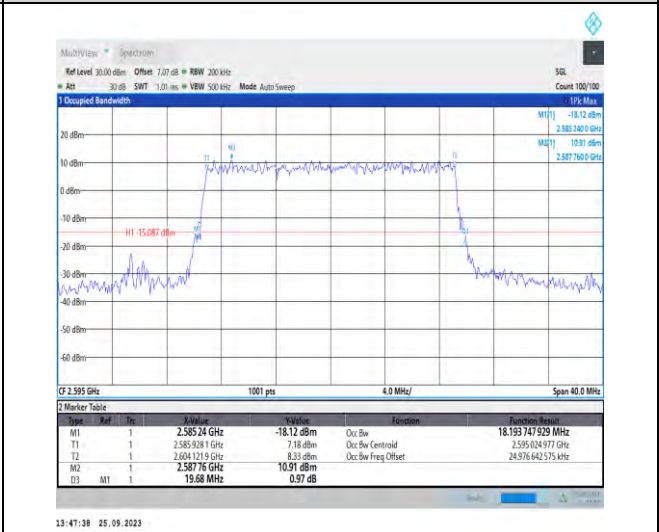 MultiView Spectrum
Ref Level 30.00 dBm Offset 7.07 dB RBW 200 kHz SGL
Att 30 dB SWT 1.01 ms VBW 500 kHz Mode Auto Sweep Count 100/100
1 Occupied Bandwidth 1Pk Max
M1[1] -18.12 dBm
2.585 240 0 GHz
M2[1] 10.91 dBm
2.587 760 0 GHz
20 dBm
M2
T1 T2
10 dBm
0 dBm
-10 dBm
H1 -15.087 dBm
-20 dBm
-30 dBm
-40 dBm
-50 dBm
-60 dBm
CF 2.595 GHz 1001 pts 4.0 MHz/ Span 40.0 MHz
2 Marker Table
Type Ref Trc X-Value Y-Value Function Function Result
M1 1 2.585 24 GHz -18.12 dBm Occ Bw 18.193 747 929 MHz
T1 1 2.585 928 1 GHz 7.18 dBm Occ Bw Centroid 2.595 024 977 GHz
T2 1 2.604 121 9 GHz 8.33 dBm Occ Bw Freq Offset 24.976 642 575 kHz
M2 1 2.587 76 GHz 10.91 dBm
D3 M1 1 19.68 MHz 0.97 dB
13:47:38 25.09.2023